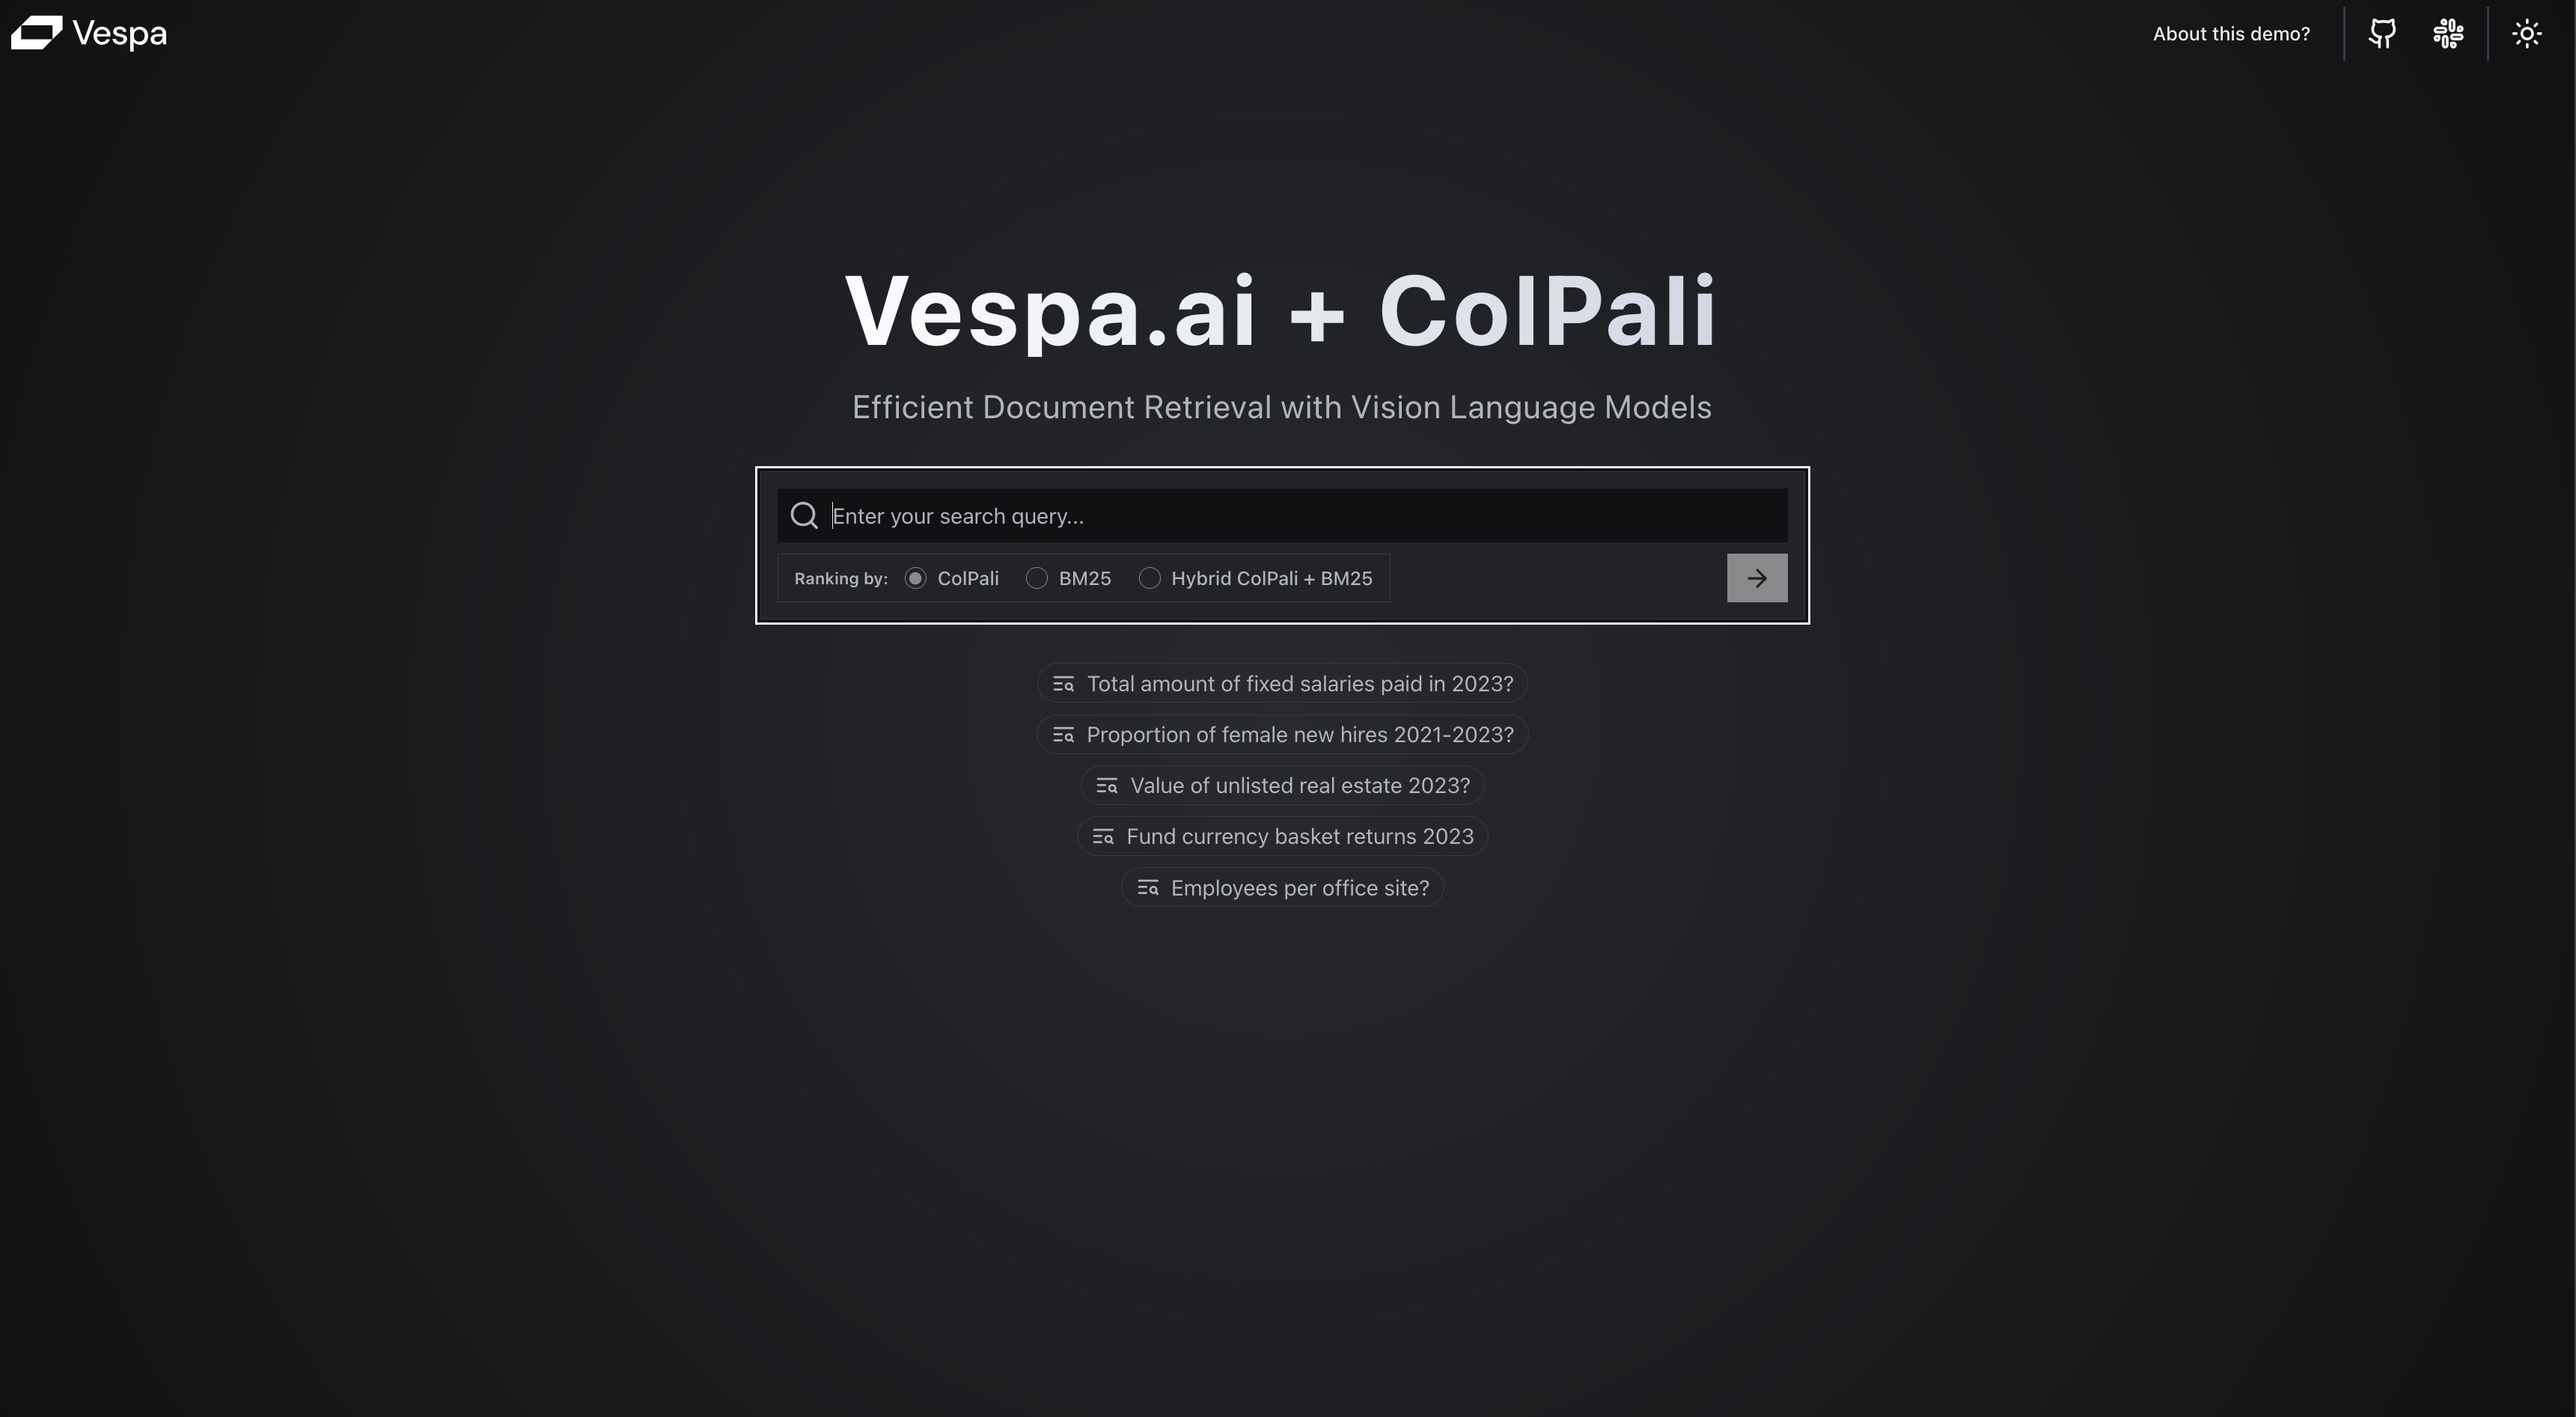 Vespa
About this demo?
Vespa.ai + ColPali
Efficient Document Retrieval with Vision Language Models
Enter your search query...
Ranking by: ColPali BM25 Hybrid ColPali + BM25
Total amount of fixed salaries paid in 2023?
Proportion of female new hires 2021-2023?
Value of unlisted real estate 2023?
Fund currency basket returns 2023
Employees per office site?